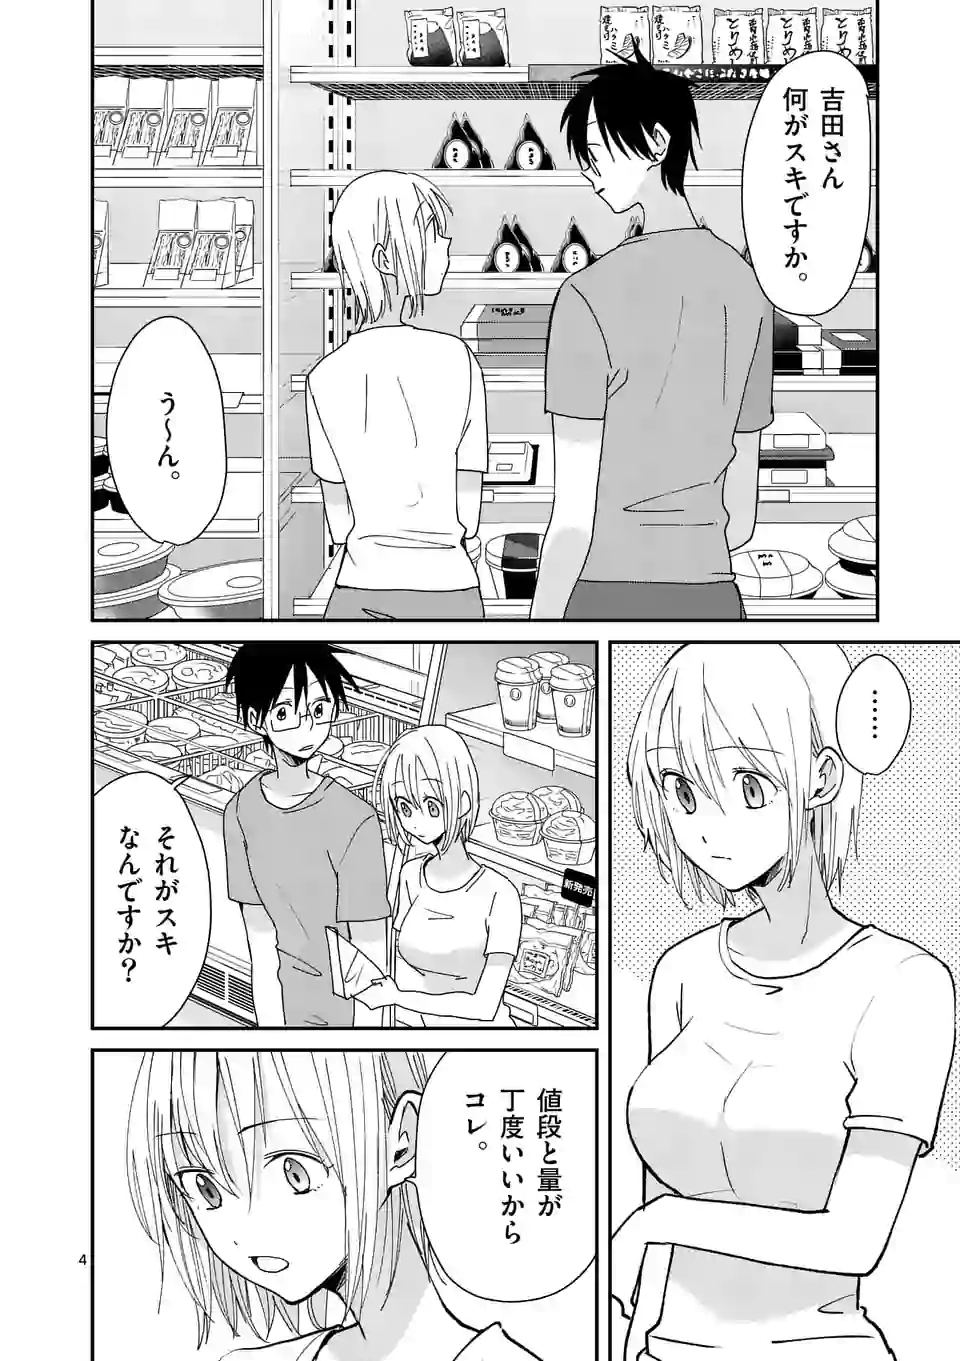 吉田さん
何がスキですか。
う〜ん。
……
新発売
それがスキ
なんですか?
値段と量が
丁度いいから
コレ。
4